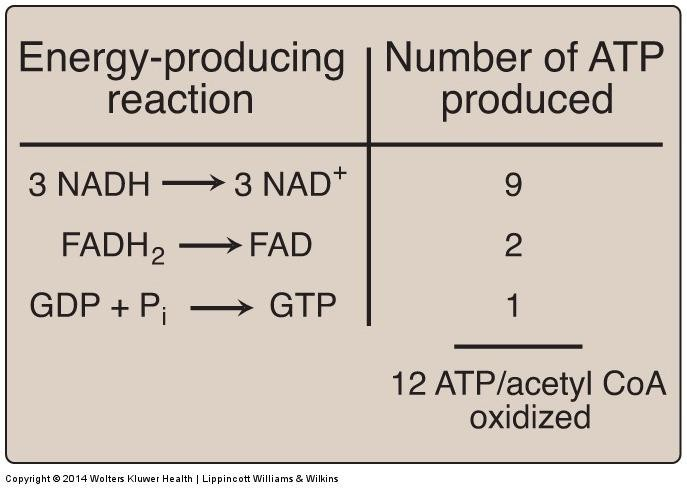 Energy-producing reaction | Number of ATP produced
3 NADH ⟶ 3 NAD⁺ | 9
FADH₂ ⟶ FAD | 2
GDP + Pᵢ ⟶ GTP | 1
12 ATP/acetyl CoA
oxidized
Copyright © 2014 Wolters Kluwer Health | Lippincott Williams & Wilkins